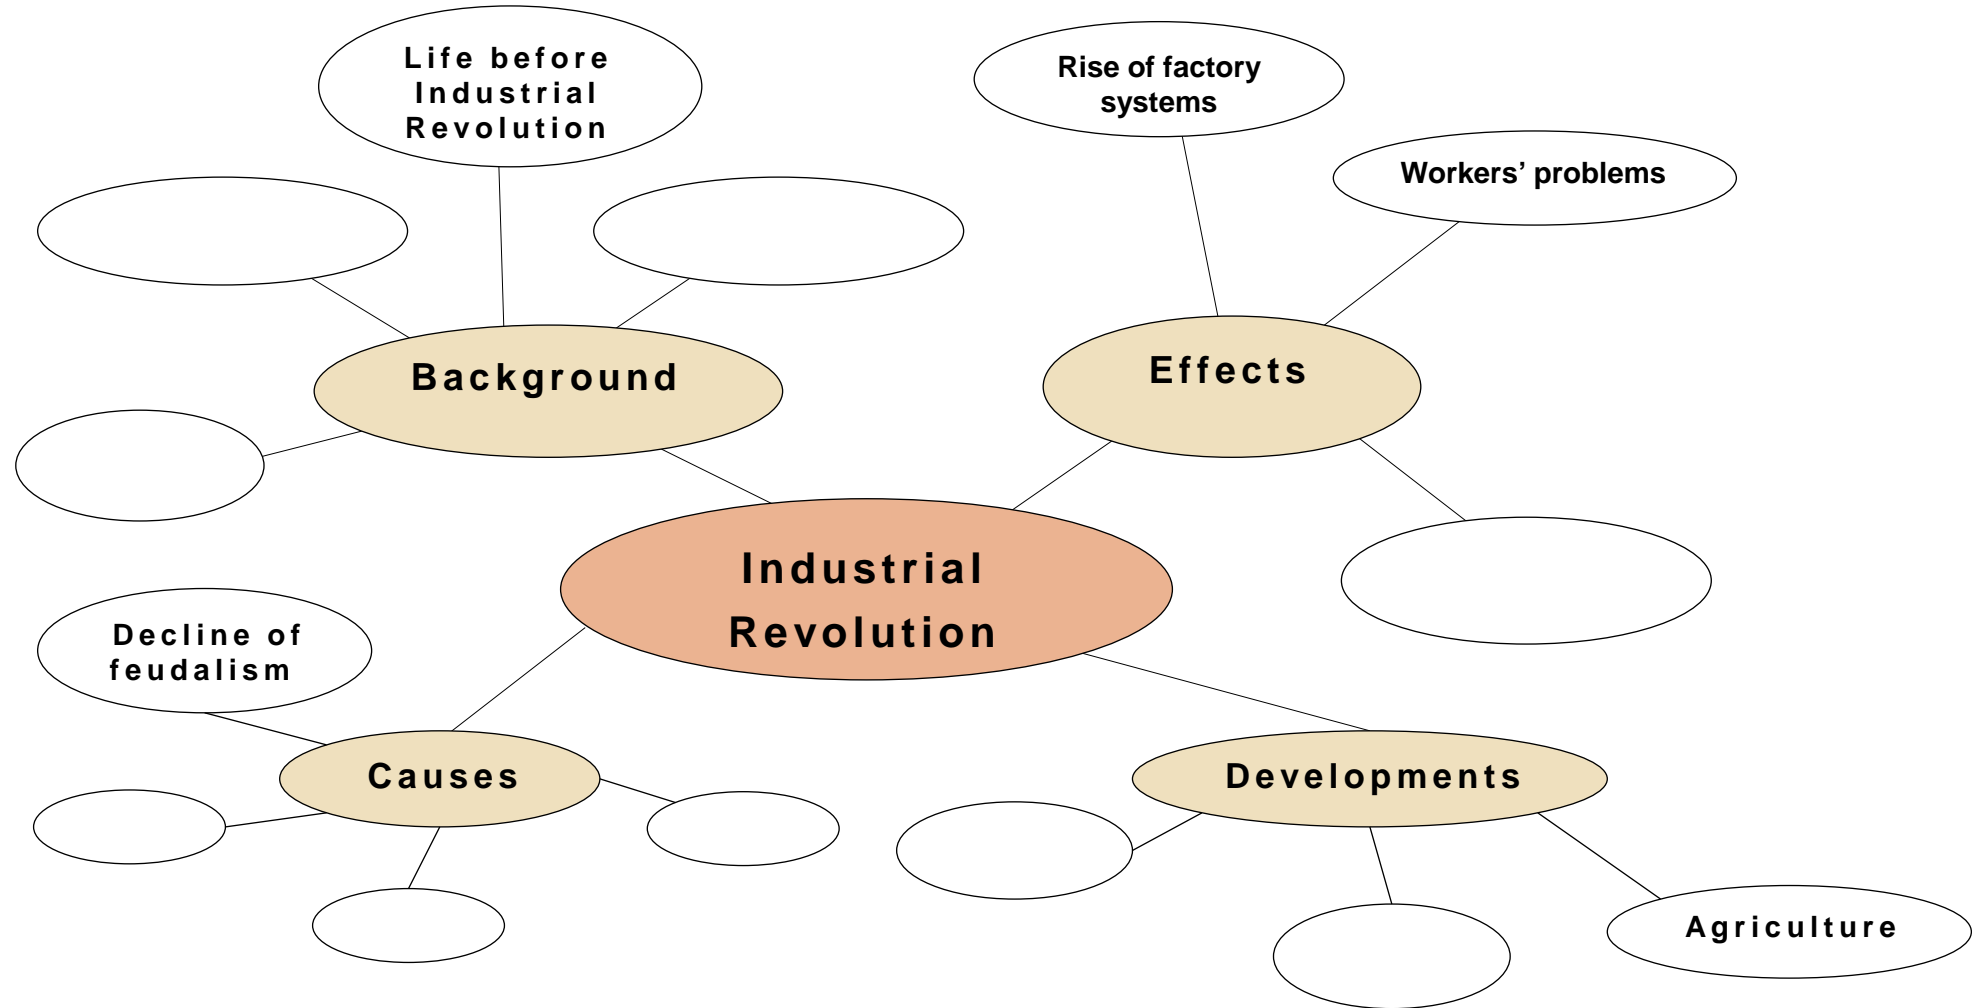 Life before
Industrial
Revolution
Rise of factory
systems
Workers’ problems
Background
Effects
Industrial
Revolution
Decline of
feudalism
Causes
Developments
Agriculture